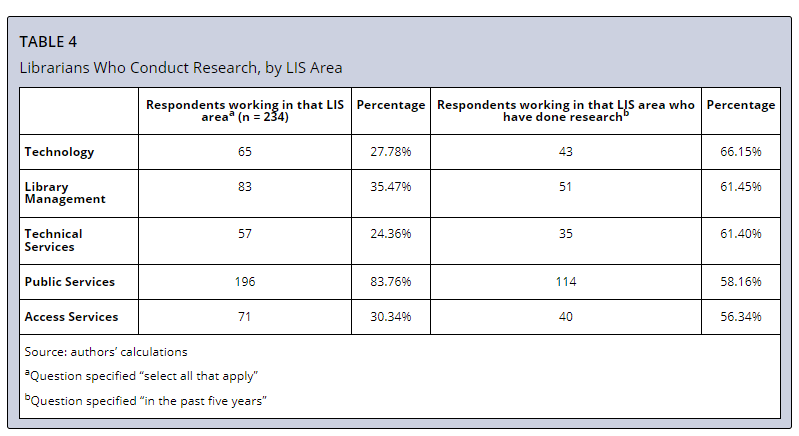 TABLE 4
Librarians Who Conduct Research, by LIS Area
Respondents working in that LIS areaᵃ (n = 234) Percentage Respondents working in that LIS area who have done researchᵇ Percentage
Technology 65 27.78% 43 66.15%
Library Management 83 35.47% 51 61.45%
Technical Services 57 24.36% 35 61.40%
Public Services 196 83.76% 114 58.16%
Access Services 71 30.34% 40 56.34%
Source: authors’ calculations
ᵃQuestion specified “select all that apply”
ᵇQuestion specified “in the past five years”